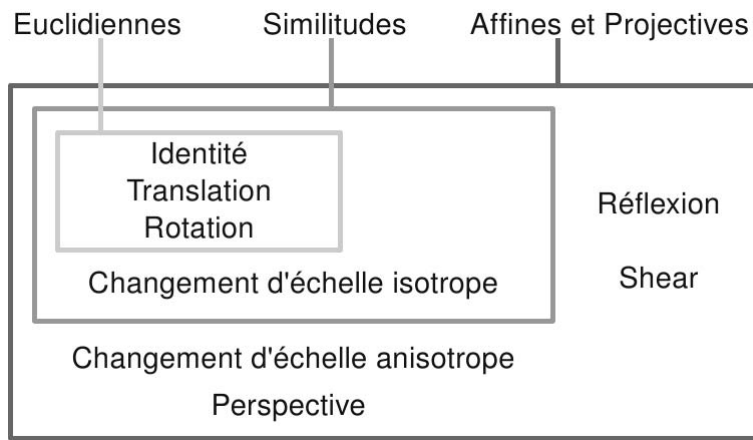 Euclidiennes Similitudes Affines et Projectives
Identité
Translation
Rotation
Réflexion
Changement d'échelle isotrope
Shear
Changement d'échelle anisotrope
Perspective